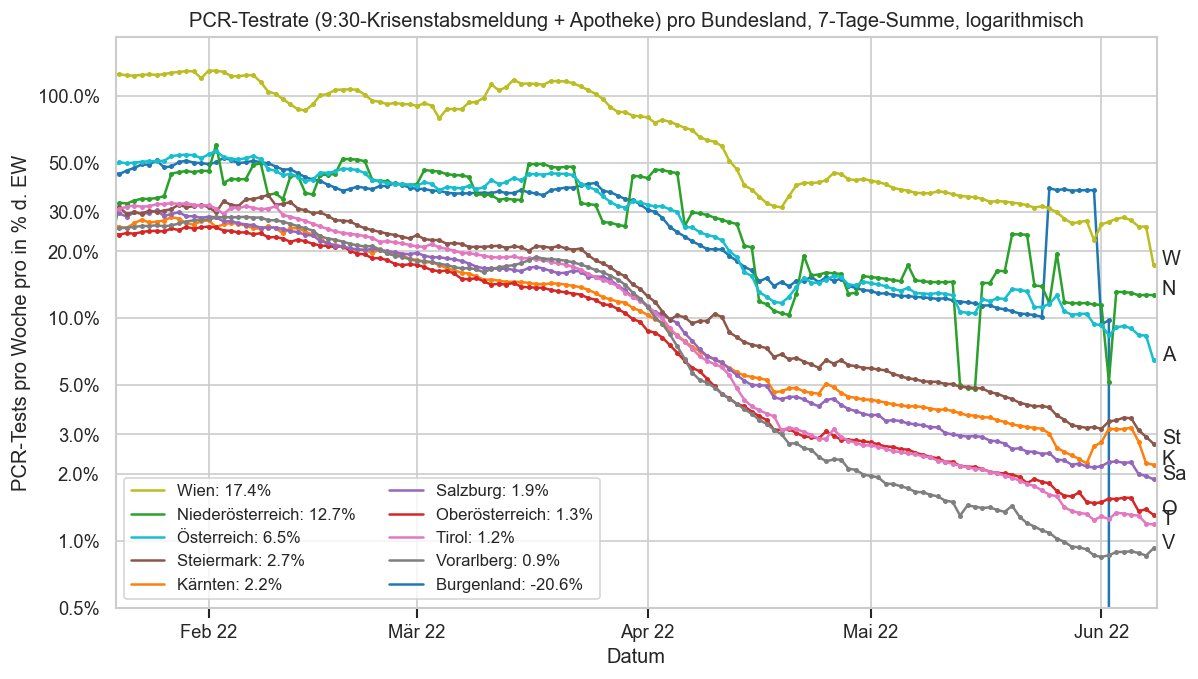 PCR-Testrate (9:30-Krisenstabsmeldung + Apotheke) pro Bundesland, 7-Tage-Summe, logarithmisch
PCR-Tests pro Woche pro in % d. EW
100.0%
50.0%
30.0%
20.0%
10.0%
5.0%
3.0%
2.0%
1.0%
0.5%
W
N
A
St
K
Sa
O
T
V
Wien: 17.4%
Niederösterreich: 12.7%
Österreich: 6.5%
Steiermark: 2.7%
Kärnten: 2.2%
Salzburg: 1.9%
Oberösterreich: 1.3%
Tirol: 1.2%
Vorarlberg: 0.9%
Burgenland: -20.6%
Feb 22 Mär 22 Apr 22 Mai 22 Jun 22
Datum